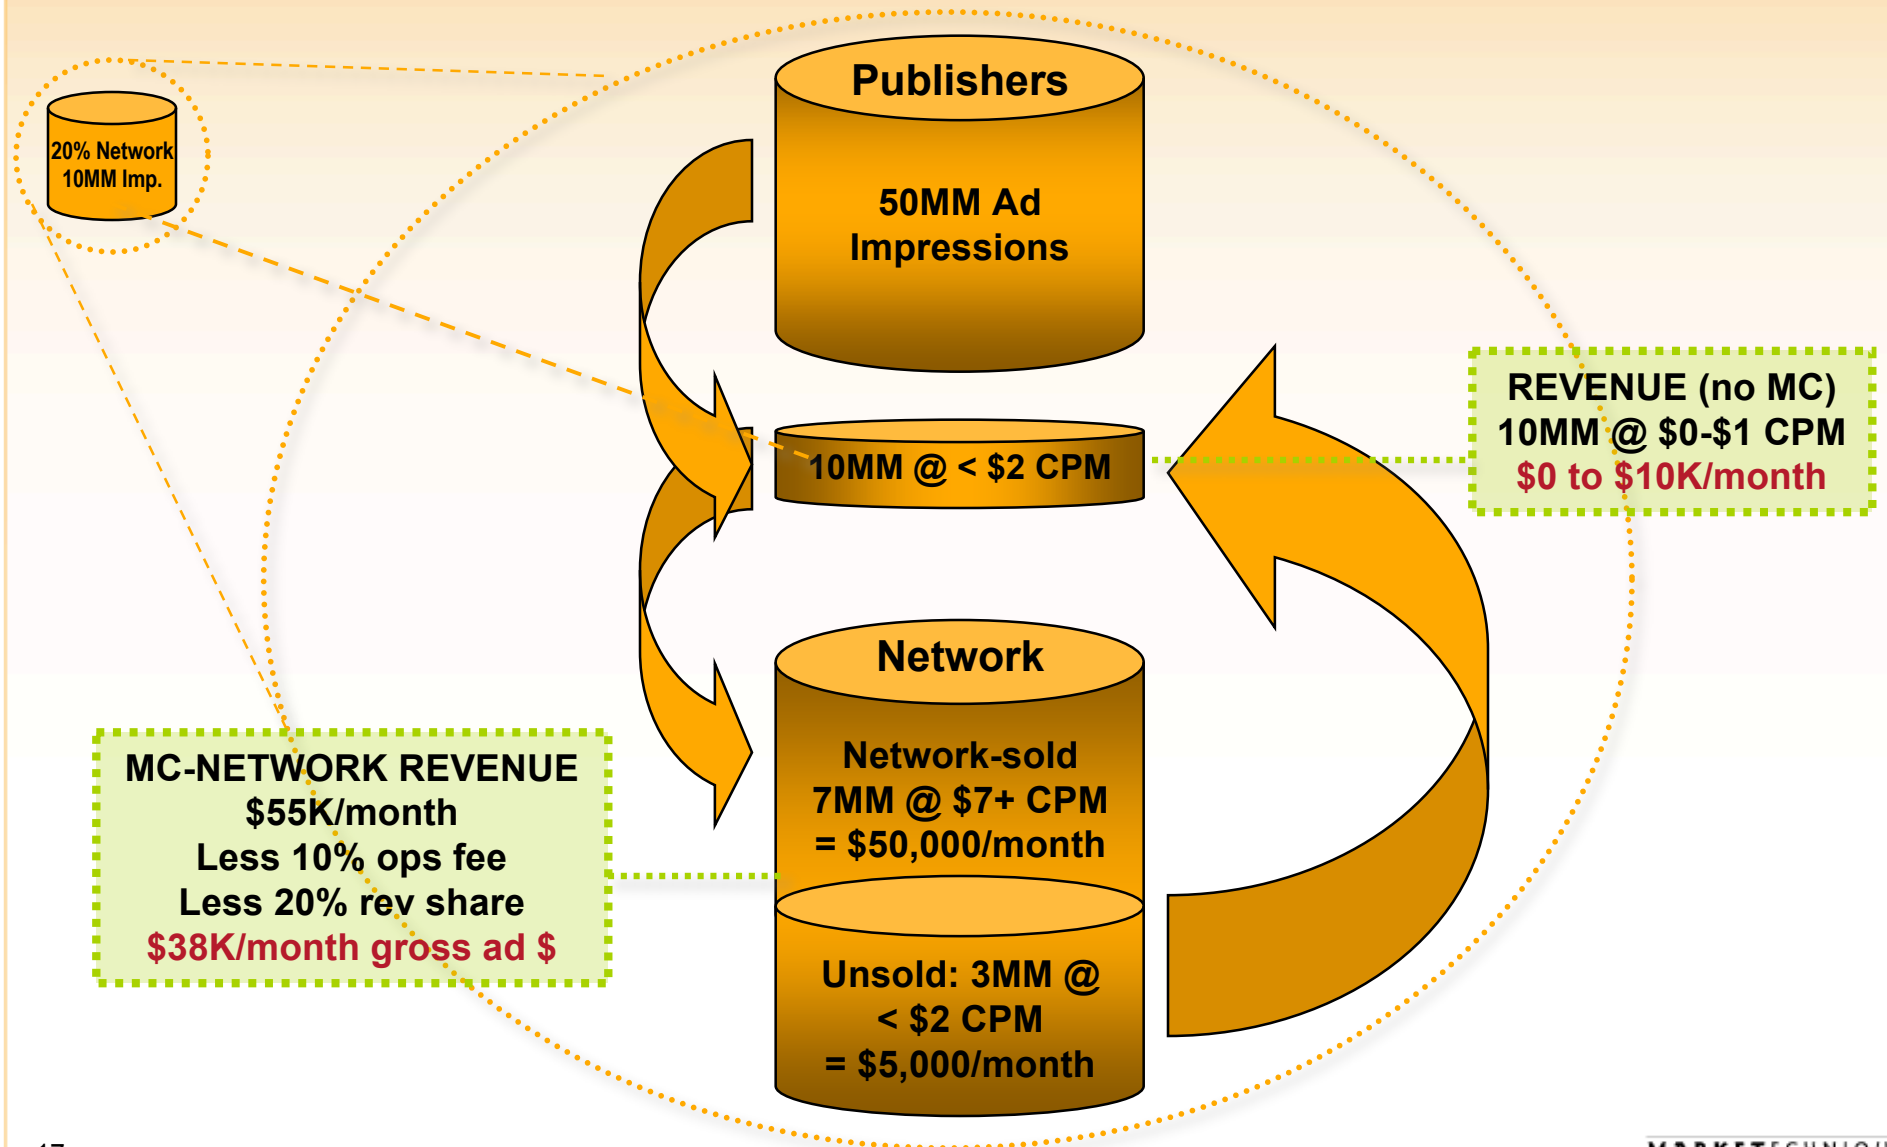 Publishers
50MM Ad
Impressions
20% Network
10MM Imp.
10MM @ < $2 CPM
REVENUE (no MC)
10MM @ $0-$1 CPM
$0 to $10K/month
Network
Network-sold
7MM @ $7+ CPM
= $50,000/month
Unsold: 3MM @
< $2 CPM
= $5,000/month
MC-NETWORK REVENUE
$55K/month
Less 10% ops fee
Less 20% rev share
$38K/month gross ad $